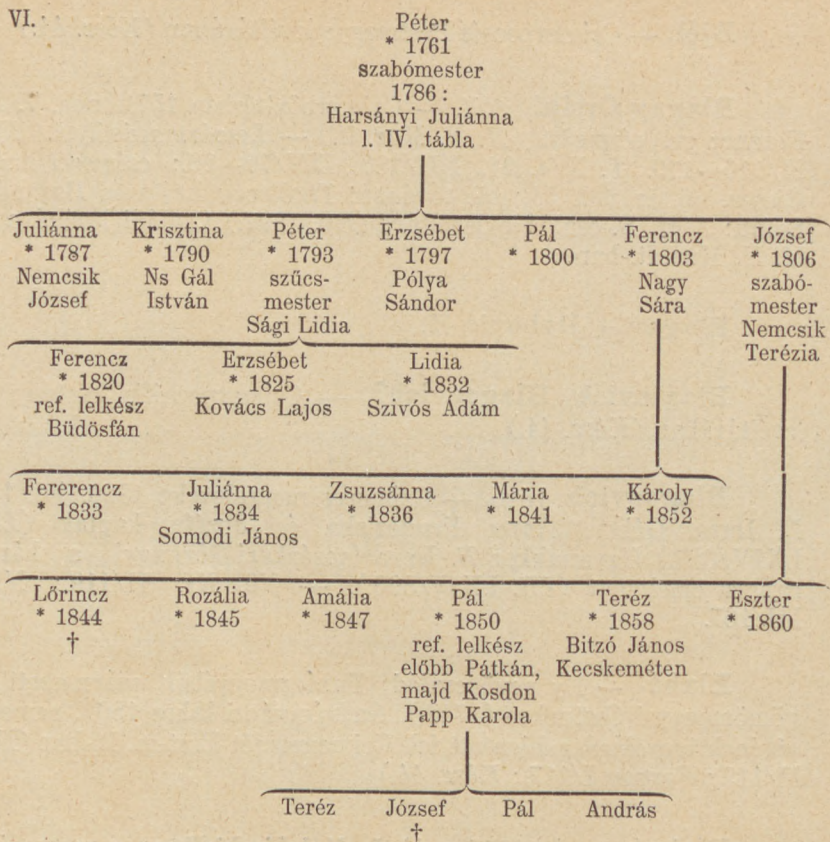 VI.
Péter
* 1761
szabómester
1786 :
Harsányi Juliánna
l. IV. tábla
Juliánna Krisztina Péter Erzsébet Pál Ferencz József
* 1787 * 1790 * 1793 * 1797 * 1800 * 1803 * 1806
Nemcsik Ns Gál szűcs- Pólya Nagy szabó-
József István mester Sándor Sára mester
Sági Lidia Nemcsik
Terézia
Ferencz Erzsébet Lidia
* 1820 * 1825 * 1832
ref. lelkész Kovács Lajos Szivós Ádám
Büdösfán
Fererencz Juliánna Zsuzsánna Mária Károly
* 1833 * 1834 * 1836 * 1841 * 1852
Somodi János
Lőrincz Rozália Amália Pál Teréz Eszter
* 1844 * 1845 * 1847 * 1850 * 1858 * 1860
† ref. lelkész Bitzó János
előbb Pátkán, Kecskeméten
majd Kosdon
Papp Karola
Teréz József Pál András
†